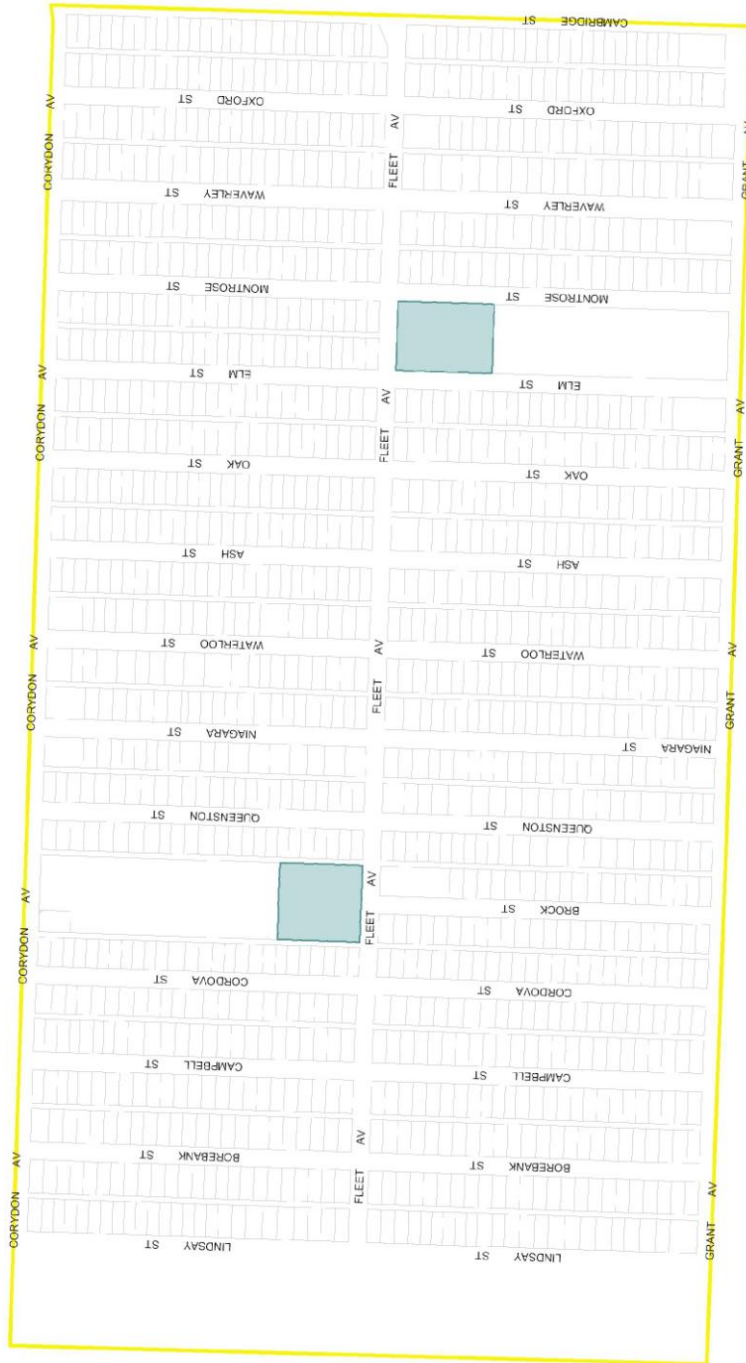 CAMBRIDGE ST
OXFORD ST
OXFORD ST
CORYDON AV
FLEET AV
GRANT AV
WAVERLEY ST
WAVERLEY ST
MONTROSE ST
MONTROSE ST
ELM ST
ELM ST
CORYDON AV
FLEET AV
GRANT AV
OAK ST
OAK ST
ASH ST
ASH ST
WATERLOO ST
WATERLOO ST
CORYDON AV
FLEET AV
GRANT AV
NIAGARA ST
NIAGARA ST
QUEENSTON ST
QUEENSTON ST
BROCK ST
CORYDON AV
FLEET AV
CORDOVA ST
CORDOVA ST
CAMPBELL ST
CAMPBELL ST
BOREBANK ST
BOREBANK ST
CORYDON AV
FLEET AV
GRANT AV
LINDSAY ST
LINDSAY ST